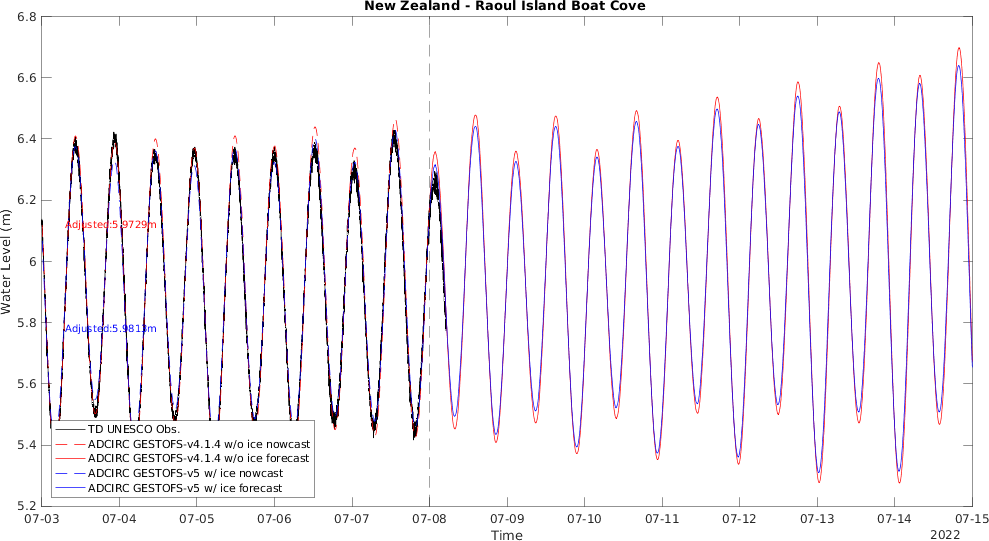 New Zealand - Raoul Island Boat Cove
Water Level (m)
6.8
6.6
6.4
6.2
6
5.8
5.6
5.4
5.2
Adjusted:5.9729m
Adjusted:5.9813m
TD UNESCO Obs.
ADCIRC GESTOFS-v4.1.4 w/o ice nowcast
ADCIRC GESTOFS-v4.1.4 w/o ice forecast
ADCIRC GESTOFS-v5 w/ ice nowcast
ADCIRC GESTOFS-v5 w/ ice forecast
07-03 07-04 07-05 07-06 07-07 07-08 07-09 07-10 07-11 07-12 07-13 07-14 07-15
Time
2022